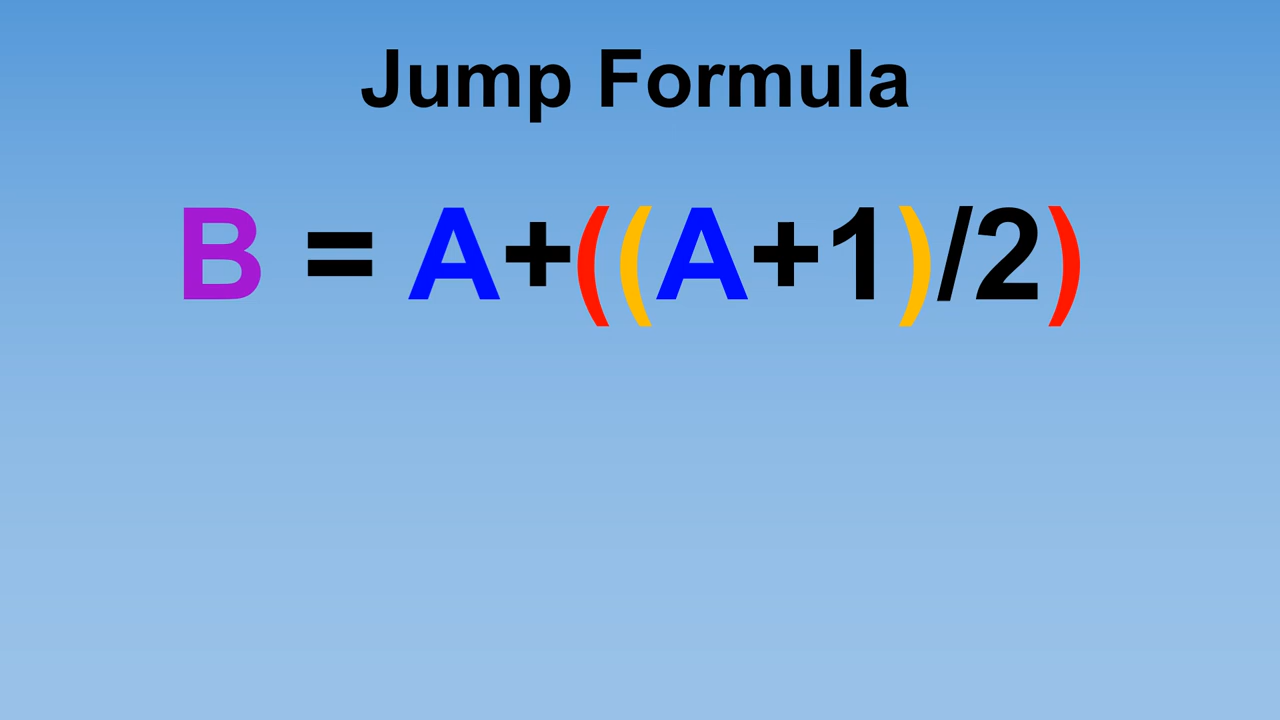 Jump Formula
B = A+((A+1)/2)